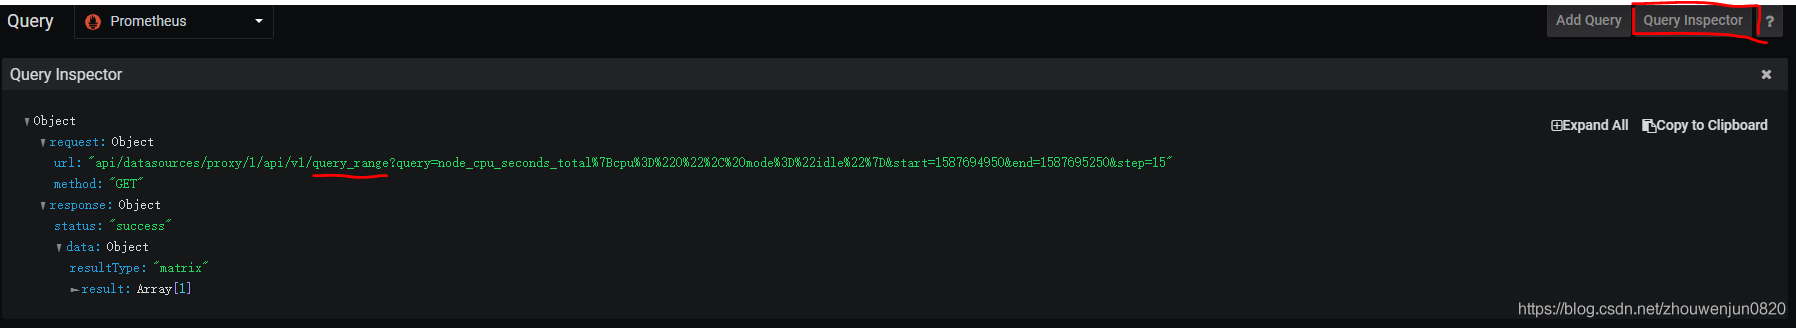 Query Prometheus Add Query Query Inspector ?
Query Inspector
Object
Expand All Copy to Clipboard
request: Object
url: "api/datasources/proxy/1/api/v1/query_range?query=node_cpu_seconds_total%7Bcpu%3D%220%22%2C%20mode%3D%22idle%22%7D&start=1587694950&end=1587695250&step=15"
method: "GET"
response: Object
status: "success"
data: Object
resultType: "matrix"
result: Array[1]
https://blog.csdn.net/zhouwenjun0820